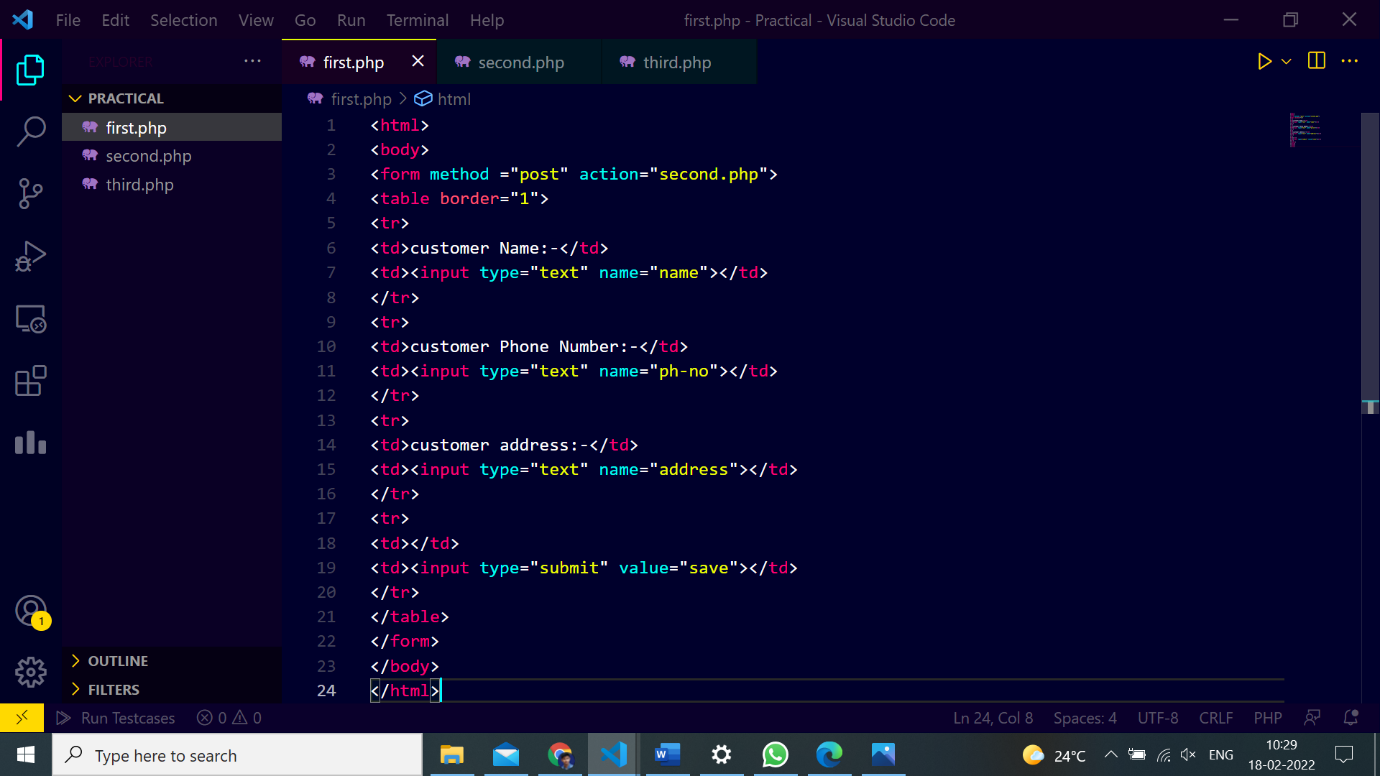 File Edit Selection View Go Run Terminal Help first.php - Practical - Visual Studio Code
EXPLORER
first.php second.php third.php
PRACTICAL
first.php > html
first.php
second.php
third.php
1 <html>
2 <body>
3 <form method ="post" action="second.php">
4 <table border="1">
5 <tr>
6 <td>customer Name:-</td>
7 <td><input type="text" name="name"></td>
8 </tr>
9 <tr>
10 <td>customer Phone Number:-</td>
11 <td><input type="text" name="ph-no"></td>
12 </tr>
13 <tr>
14 <td>customer address:-</td>
15 <td><input type="text" name="address"></td>
16 </tr>
17 <tr>
18 <td></td>
19 <td><input type="submit" value="save"></td>
20 </tr>
21 </table>
22 </form>
23 </body>
24 </html>
1
OUTLINE
FILTERS
Run Testcases 0 0 Ln 24, Col 8 Spaces: 4 UTF-8 CRLF PHP
Type here to search
24°C ENG
10:29
18-02-2022